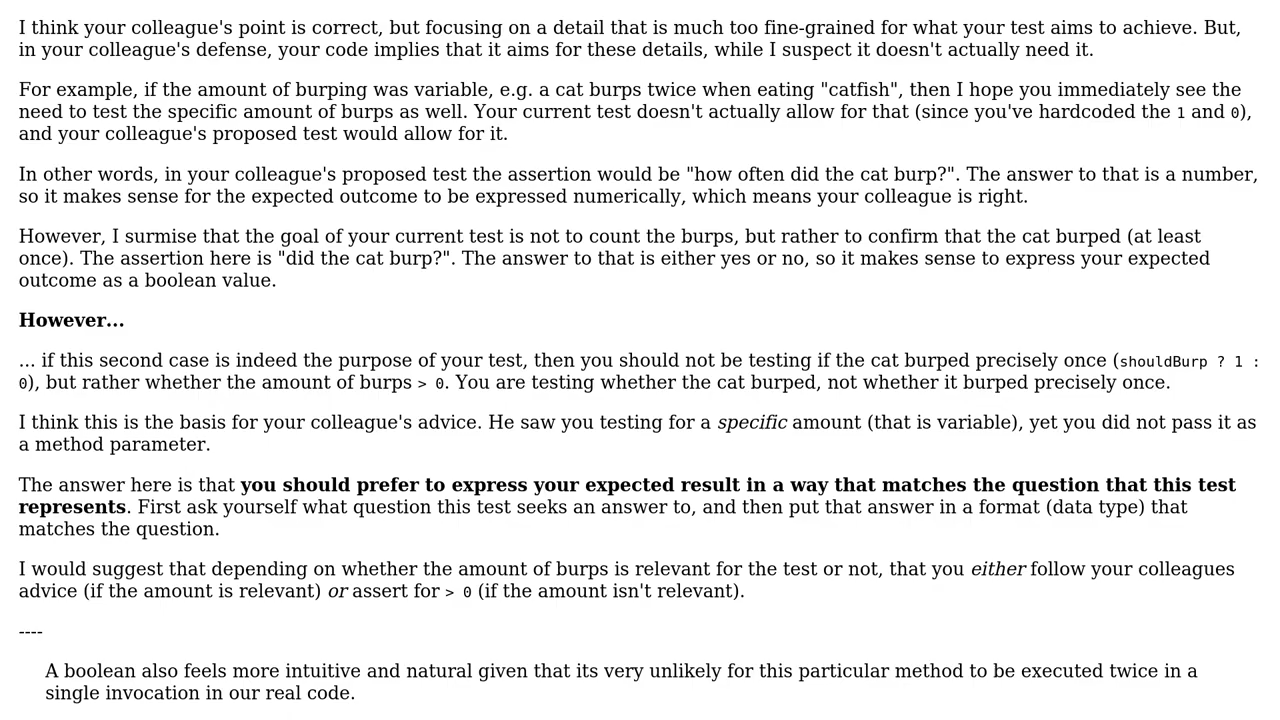 I think your colleague's point is correct, but focusing on a detail that is much too fine-grained for what your test aims to achieve. But,
in your colleague's defense, your code implies that it aims for these details, while I suspect it doesn't actually need it.
For example, if the amount of burping was variable, e.g. a cat burps twice when eating "catfish", then I hope you immediately see the
need to test the specific amount of burps as well. Your current test doesn't actually allow for that (since you've hardcoded the 1 and 0),
and your colleague's proposed test would allow for it.
In other words, in your colleague's proposed test the assertion would be "how often did the cat burp?". The answer to that is a number,
so it makes sense for the expected outcome to be expressed numerically, which means your colleague is right.
However, I surmise that the goal of your current test is not to count the burps, but rather to confirm that the cat burped (at least
once). The assertion here is "did the cat burp?". The answer to that is either yes or no, so it makes sense to express your expected
outcome as a boolean value.
However...
... if this second case is indeed the purpose of your test, then you should not be testing if the cat burped precisely once (shouldBurp ? 1 :
0), but rather whether the amount of burps > 0. You are testing whether the cat burped, not whether it burped precisely once.
I think this is the basis for your colleague's advice. He saw you testing for a specific amount (that is variable), yet you did not pass it as
a method parameter.
The answer here is that you should prefer to express your expected result in a way that matches the question that this test
represents. First ask yourself what question this test seeks an answer to, and then put that answer in a format (data type) that
matches the question.
I would suggest that depending on whether the amount of burps is relevant for the test or not, that you either follow your colleagues
advice (if the amount is relevant) or assert for > 0 (if the amount isn't relevant).
----
A boolean also feels more intuitive and natural given that its very unlikely for this particular method to be executed twice in a
single invocation in our real code.